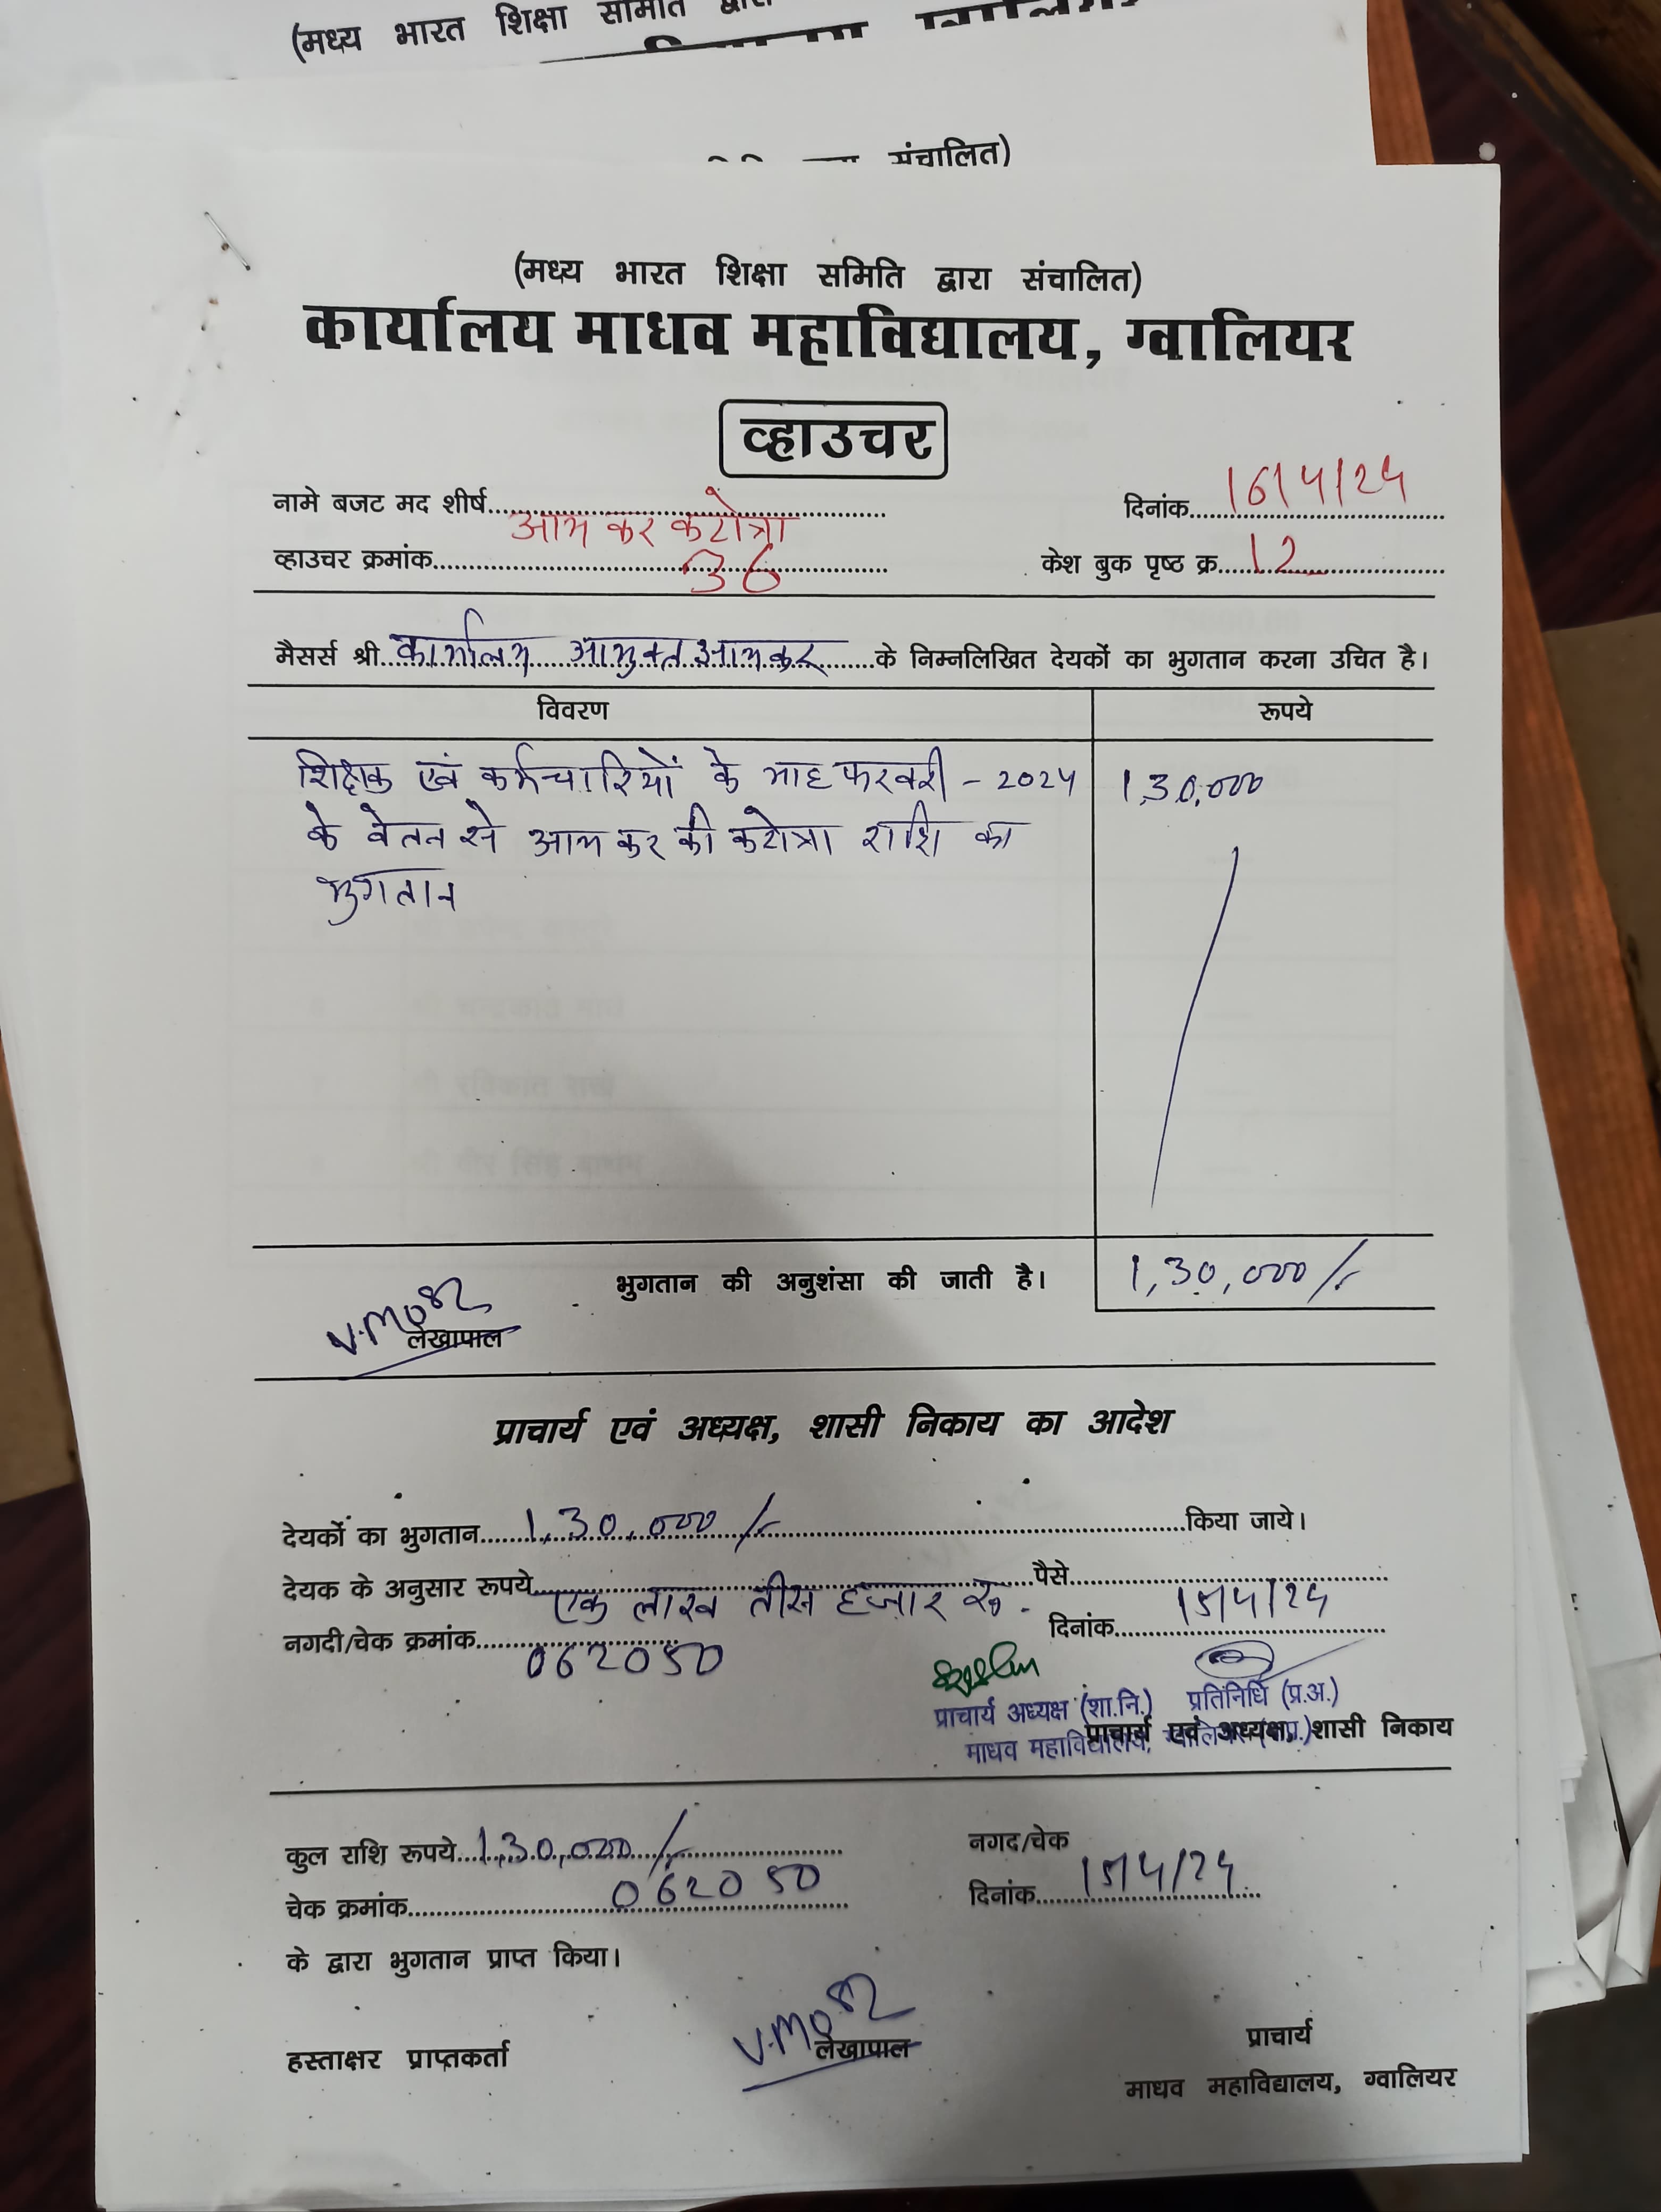 (मध्य भारत शिक्षा समिति द्वारा
संचालित)
(मध्य भारत शिक्षा समिति द्वारा संचालित)
कार्यालय माधव महाविद्यालय, ग्वालियर
व्हाउचर
नामे बजट मद शीर्ष आय कर कटोत्रा दिनांक 16/4/24
व्हाउचर क्रमांक 36 केश बुक पृष्ठ क्र. 12
मैसर्स श्री कार्यालय आयुक्त आयकर के निम्नलिखित देयकों का भुगतान करना उचित है।
विवरण रूपये
शिक्षक एवं कर्मचारियों के माह फरवरी - 2024 1,30,000
के वेतन से आय कर की कटोत्रा राशि का
भुगतान
भुगतान की अनुशंसा की जाती है। 1,30,000/-
लेखापाल
प्राचार्य एवं अध्यक्ष, शासी निकाय का आदेश
देयकों का भुगतान 1,30,000/- किया जाये।
देयक के अनुसार रूपये एक लाख तीस हजार रु. पैसे
नगदी/चेक क्रमांक 062050 दिनांक 15/4/24
प्राचार्य अध्यक्ष (शा.नि.) प्रतिनिधि (प्र.अ.)
प्राचार्य एवं अध्यक्ष, शासी निकाय
माधव महाविद्यालय,
कुल राशि रूपये 1,30,000/- नगद/चेक
चेक क्रमांक 062050 दिनांक 15/4/24
के द्वारा भुगतान प्राप्त किया।
हस्ताक्षर प्राप्तकर्ता लेखापाल प्राचार्य
माधव महाविद्यालय, ग्वालियर